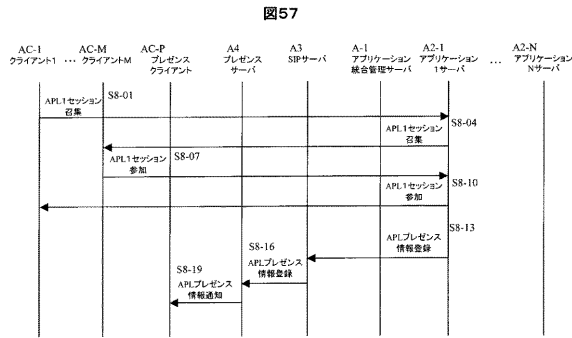 図57
AC-1 AC-M AC-P A4 A3 A-1 A2-1 A2-N
クライアント1 … クライアントM プレゼンス プレゼンス SIPサーバ アプリケーション アプリケーション … アプリケーション
クライアント サーバ 統合管理サーバ 1サーバ Nサーバ
S8-01
APL1セッション
召集
S8-04
APL1セッション
召集
S8-07
APL1セッション
参加
S8-10
APL1セッション
参加
S8-13
APLプレゼンス
情報登録
S8-16
APLプレゼンス
情報登録
S8-19
APLプレゼンス
情報通知